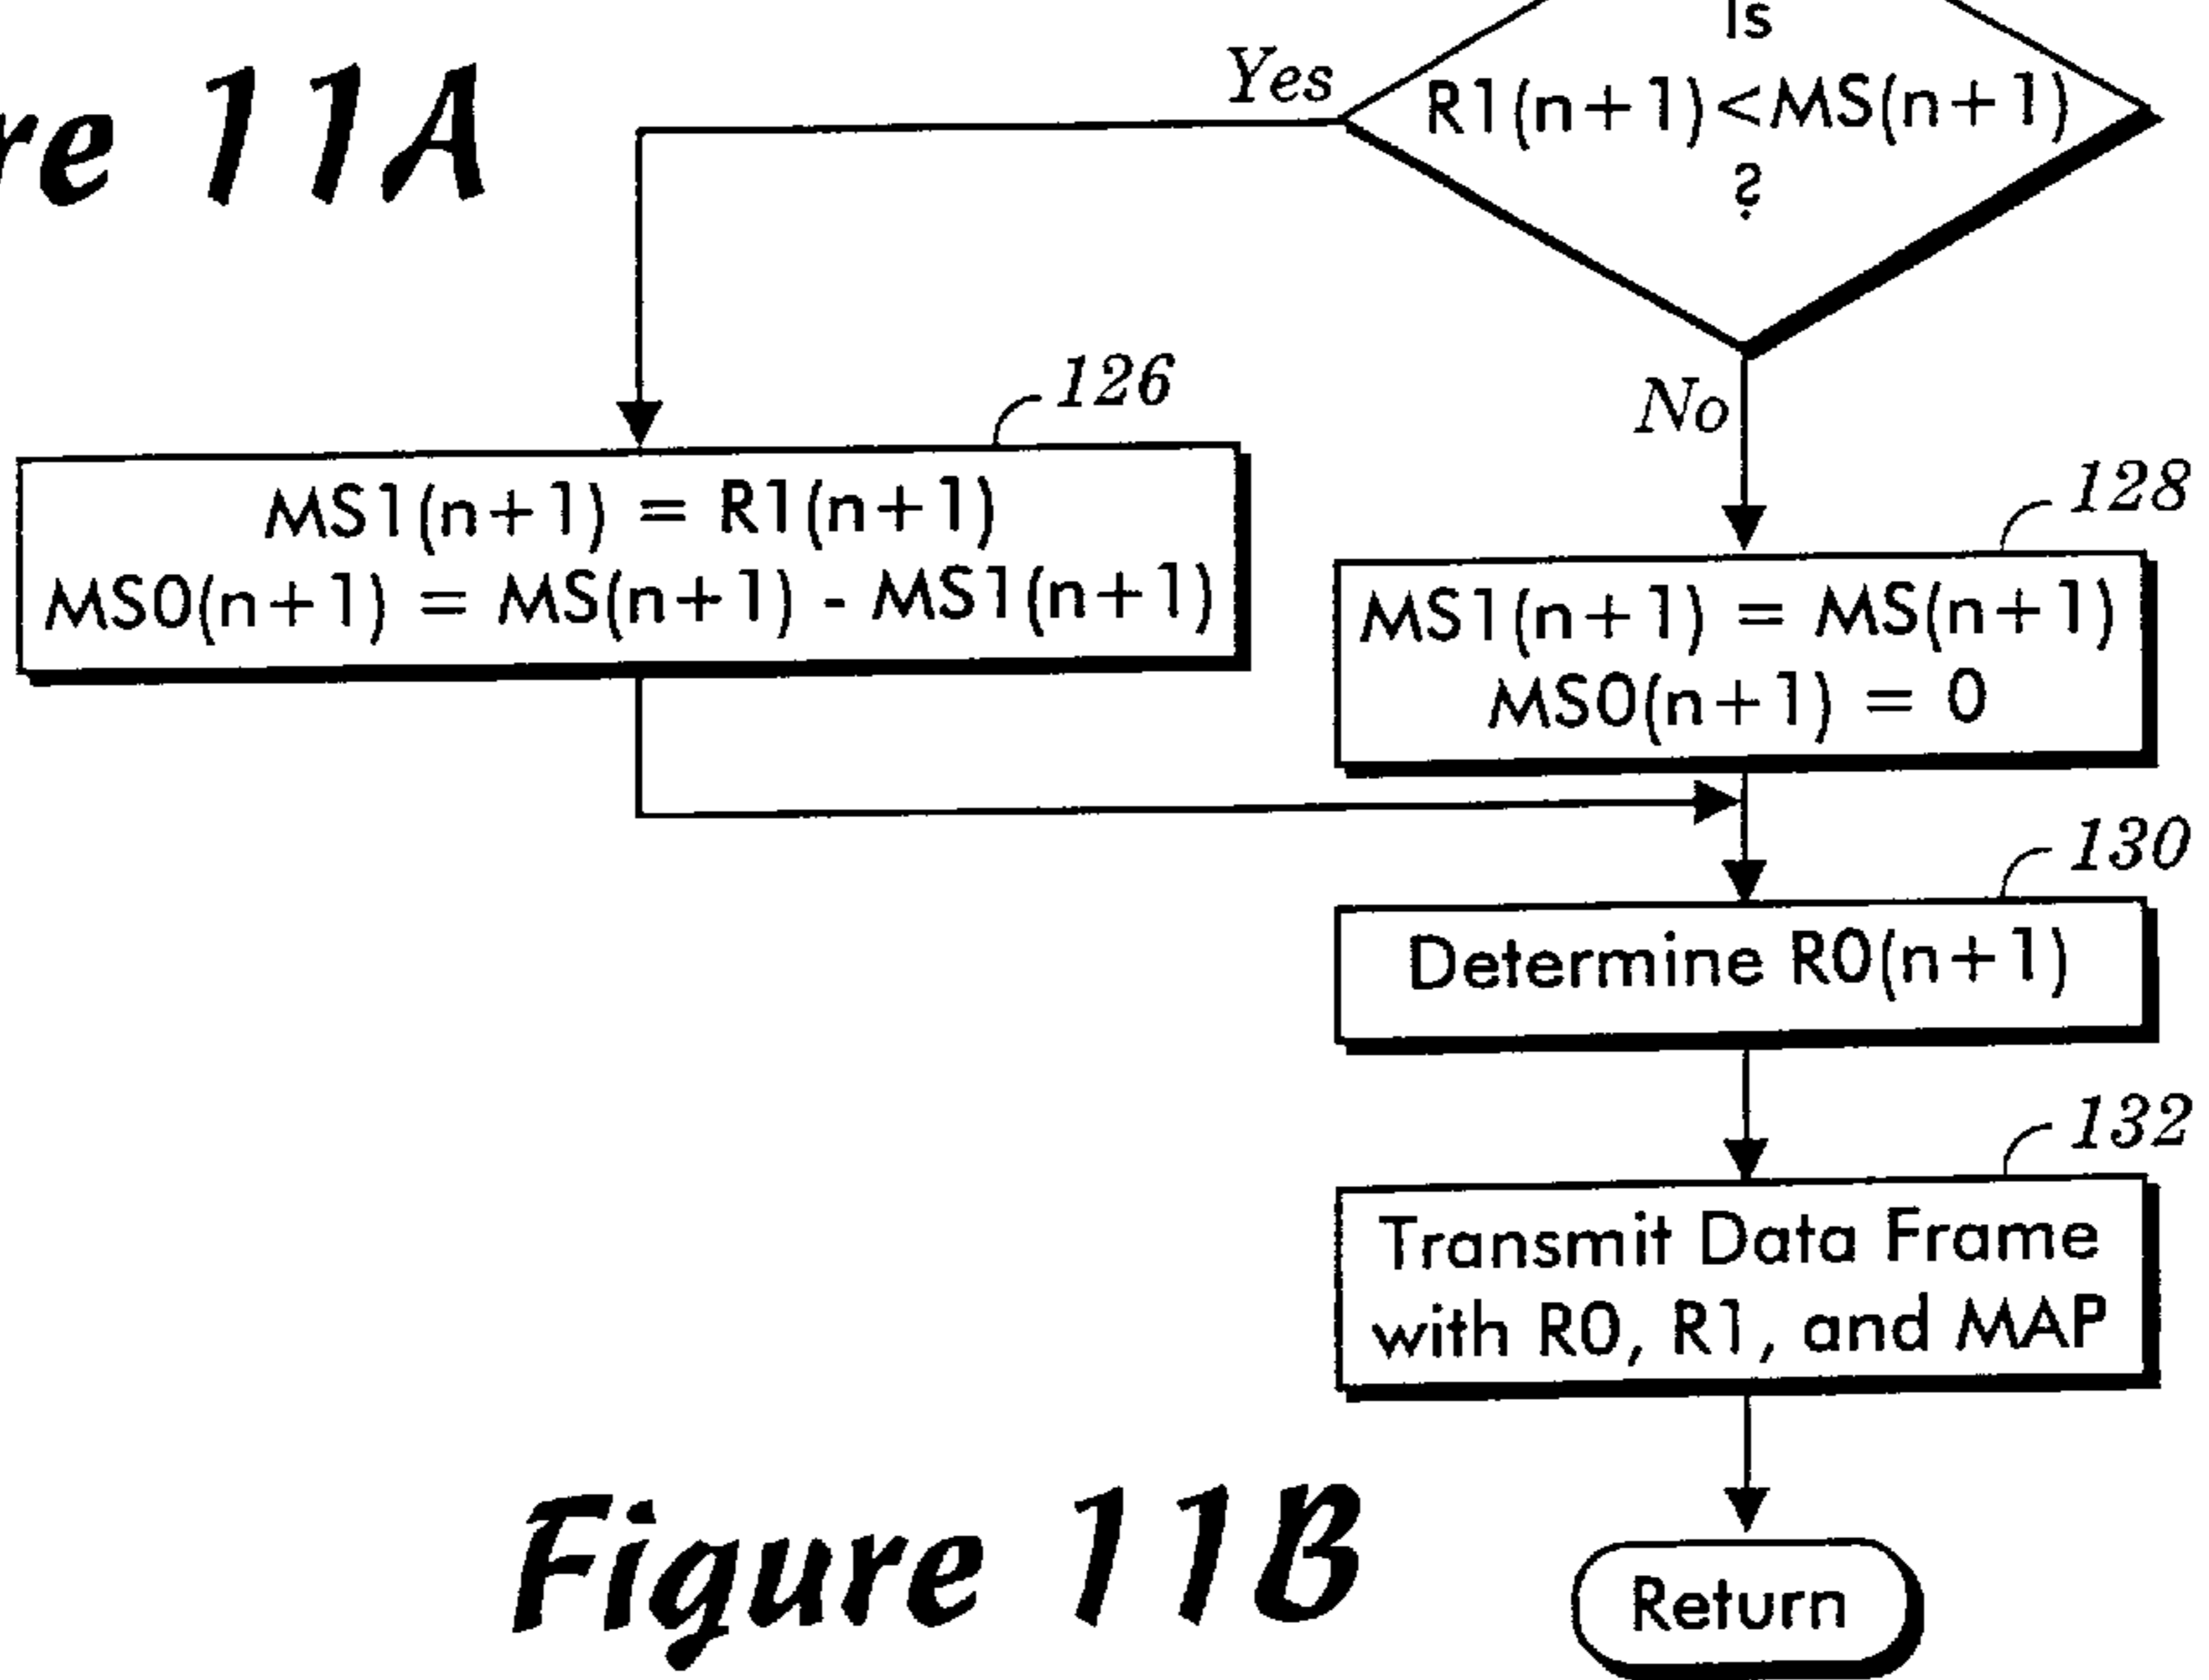 re 11A
Is
R1(n+1)<MS(n+1)
?
Yes
No
126
MS1(n+1) = R1(n+1)
MS0(n+1) = MS(n+1) - MS1(n+1)
128
MS1(n+1) = MS(n+1)
MS0(n+1) = 0
130
Determine R0(n+1)
132
Transmit Data Frame
with R0, R1, and MAP
Return
Figure 11B